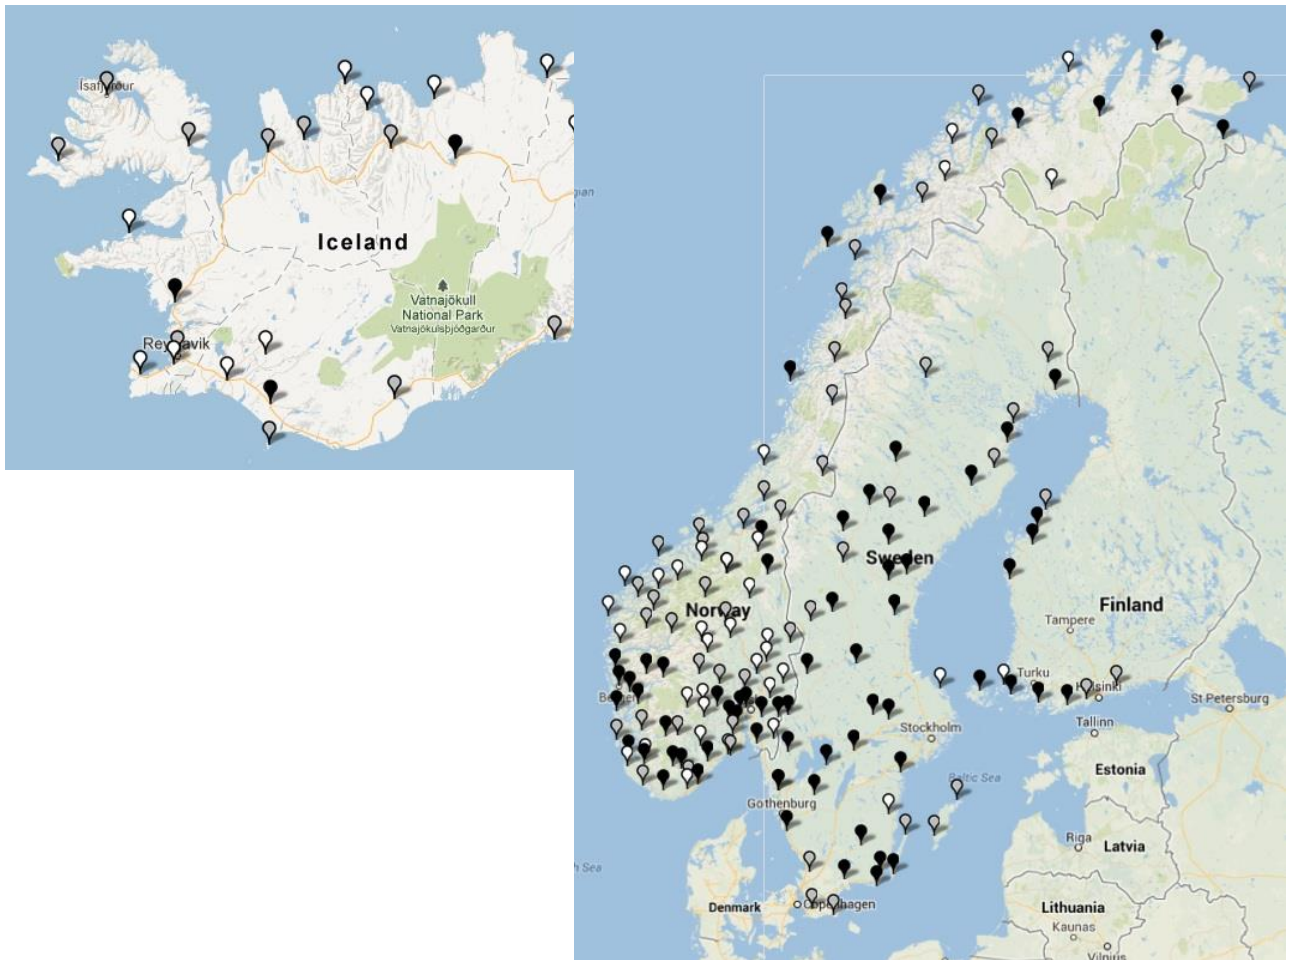 Ísafjörður
Iceland
Vatnajökull
National Park
Vatnajökulsþjóðgarður
Reykjavik
Norway
Sweden
Finland
Tampere
Turku
Helsinki
St Petersburg
Stockholm
Tallinn
Estonia
Baltic Sea
Gothenburg
Riga
Latvia
Denmark
Copenhagen
Lithuania
Kaunas
Vilnius